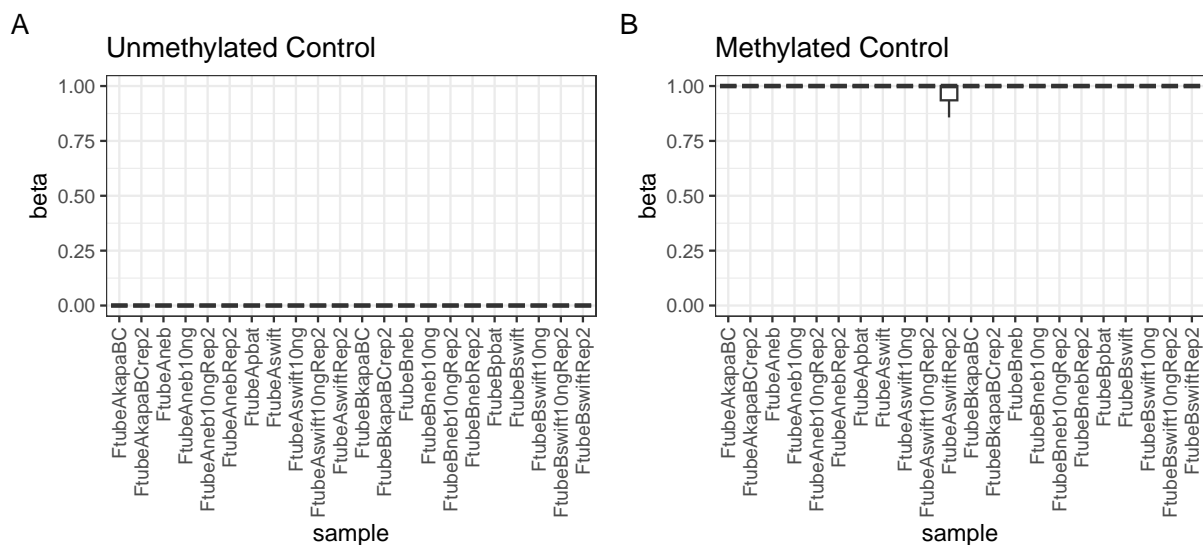 A
Unmethylated Control
1.00
0.75
0.50
0.25
0.00
beta
FtubeAkapaBC
FtubeAkapaBCrep2
FtubeAneb
FtubeAneb10ng
FtubeAneb10ngRep2
FtubeAnebRep2
FtubeApbat
FtubeAswift
FtubeAswift10ng
FtubeAswift10ngRep2
FtubeAswiftRep2
FtubeBkapaBC
FtubeBKapaBCrep2
FtubeBneb
FtubeBneb10ng
FtubeBneb10ngRep2
FtubeBnebRep2
FtubeBpbat
FtubeBswift
FtubeBswift10ng
FtubeBswift10ngRep2
FtubeBswiftRep2
sample
B
Methylated Control
1.00
0.75
0.50
0.25
0.00
beta
FtubeAkapaBC
FtubeAkapaBCrep2
FtubeAneb
FtubeAneb10ng
FtubeAneb10ngRep2
FtubeAnebRep2
FtubeApbat
FtubeAswift
FtubeAswift10ng
FtubeAswift10ngRep2
FtubeAswiftRep2
FtubeBkapaBC
FtubeBkapaBCrep2
FtubeBneb
FtubeBneb10ng
FtubeBneb10ngRep2
FtubeBnebRep2
FtubeBpbat
FtubeBswift
FtubeBswift10ng
FtubeBswift10ngRep2
FtubeBswiftRep2
sample